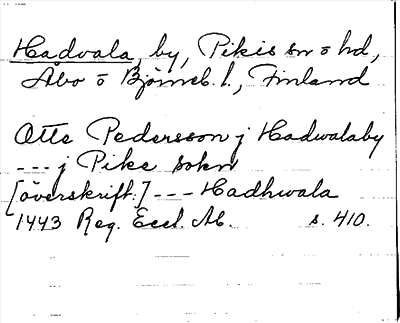 Hadvala, by, Pikis sn o hd,
Åbo o Björneb. l., Finland
Otte Pedersson j Hadwalaby
--- j Pike sokn
[överskrift.] --- Hadhwala
1443 Reg. Eccl. Ab. s. 410.